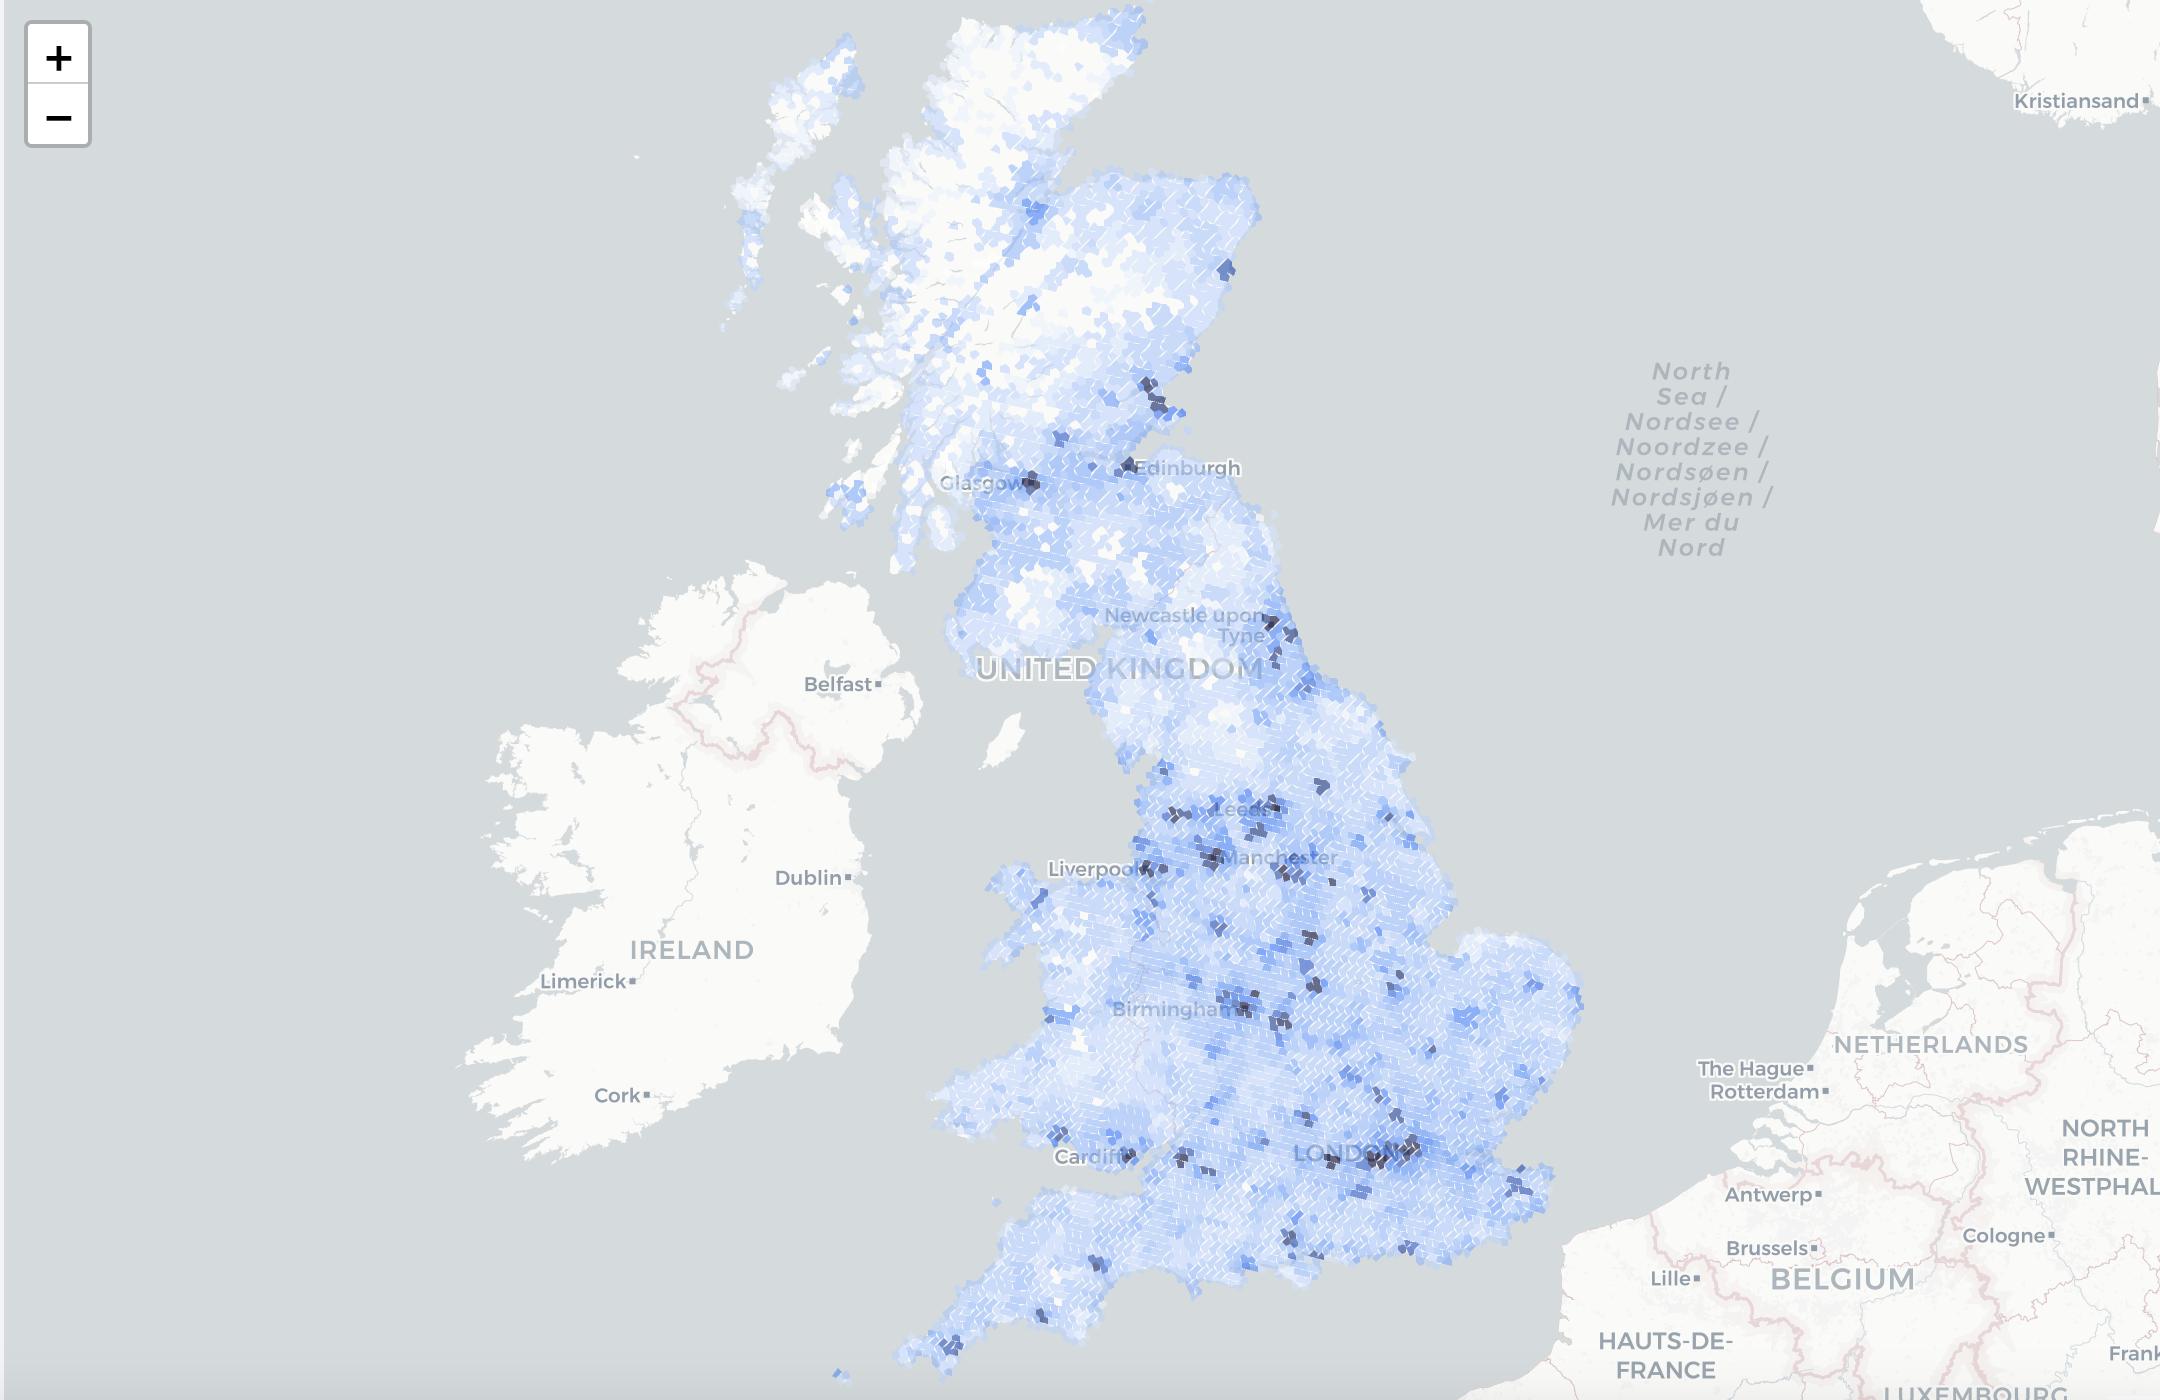 +
−
Kristiansand
North
Sea /
Nordsee /
Noordzee /
Nordsøen /
Nordsjøen /
Mer du
Nord
Edinburgh
Glasgow
Newcastle upon
Tyne
UNITED KINGDOM
Belfast
Leeds
Manchester
Liverpool
Dublin
IRELAND
Limerick
Birmingham
NETHERLANDS
The Hague
Rotterdam
Cork
NORTH
RHINE-
WESTPHAL
LONDON
Cardiff
Antwerp
Cologne
Brussels
Lille
BELGIUM
HAUTS-DE-
FRANCE
Frank
LUXEMBOURG